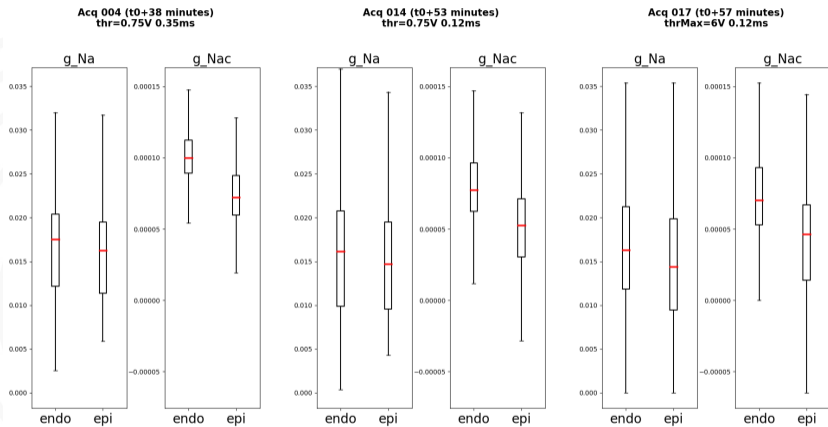 Acq 004 (t0+38 minutes)
thr=0.75V 0.35ms
g_Na
g_Nac
0.035
0.030
0.025
0.020
0.015
0.010
0.005
0.000
0.00015
0.00010
0.00005
0.00000
−0.00005
endo epi
endo epi
Acq 014 (t0+53 minutes)
thr=0.75V 0.12ms
g_Na
g_Nac
0.035
0.030
0.025
0.020
0.015
0.010
0.005
0.000
0.00015
0.00010
0.00005
0.00000
−0.00005
endo epi
endo epi
Acq 017 (t0+57 minutes)
thrMax=6V 0.12ms
g_Na
g_Nac
0.035
0.030
0.025
0.020
0.015
0.010
0.005
0.000
0.00015
0.00010
0.00005
0.00000
−0.00005
endo epi
endo epi